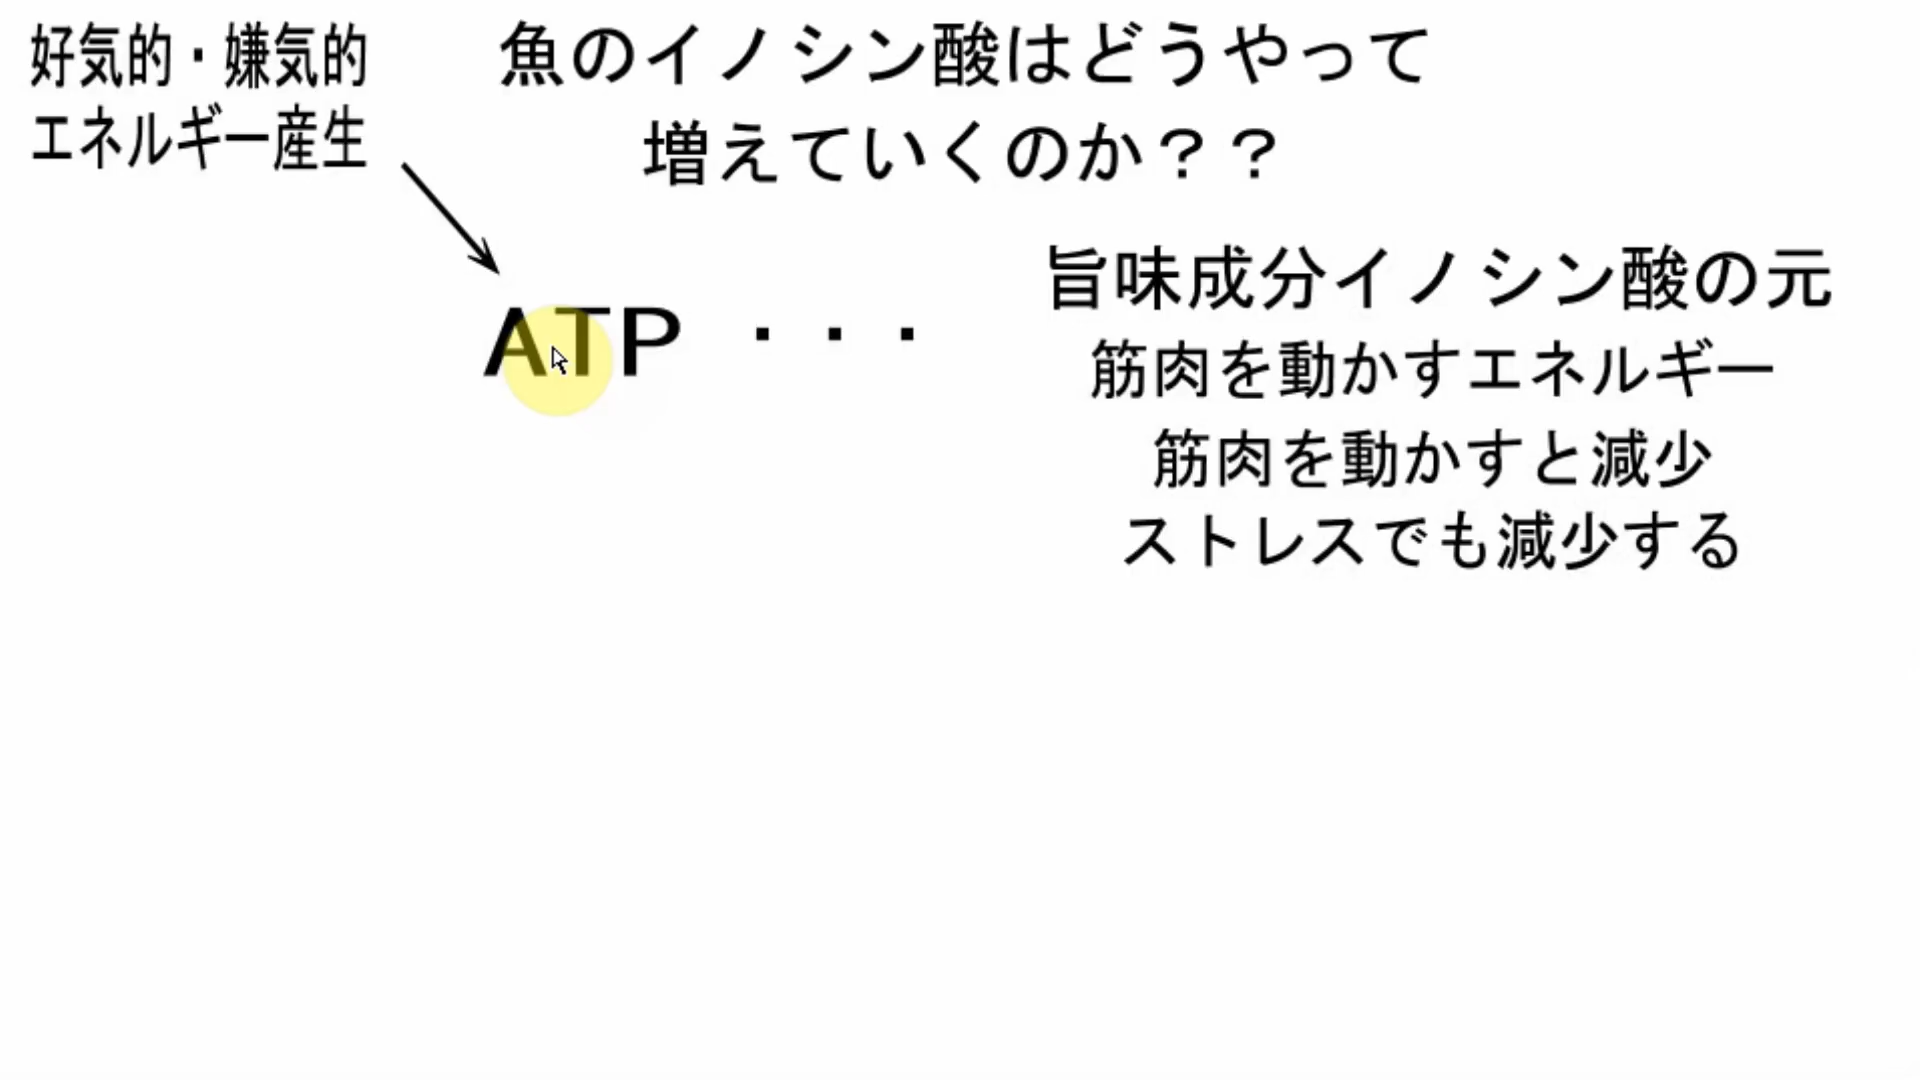 好気的・嫌気的
エネルギー産生
魚のイノシン酸はどうやって
増えていくのか？？
ATP ・・・
旨味成分イノシン酸の元
筋肉を動かすエネルギー
筋肉を動かすと減少
ストレスでも減少する